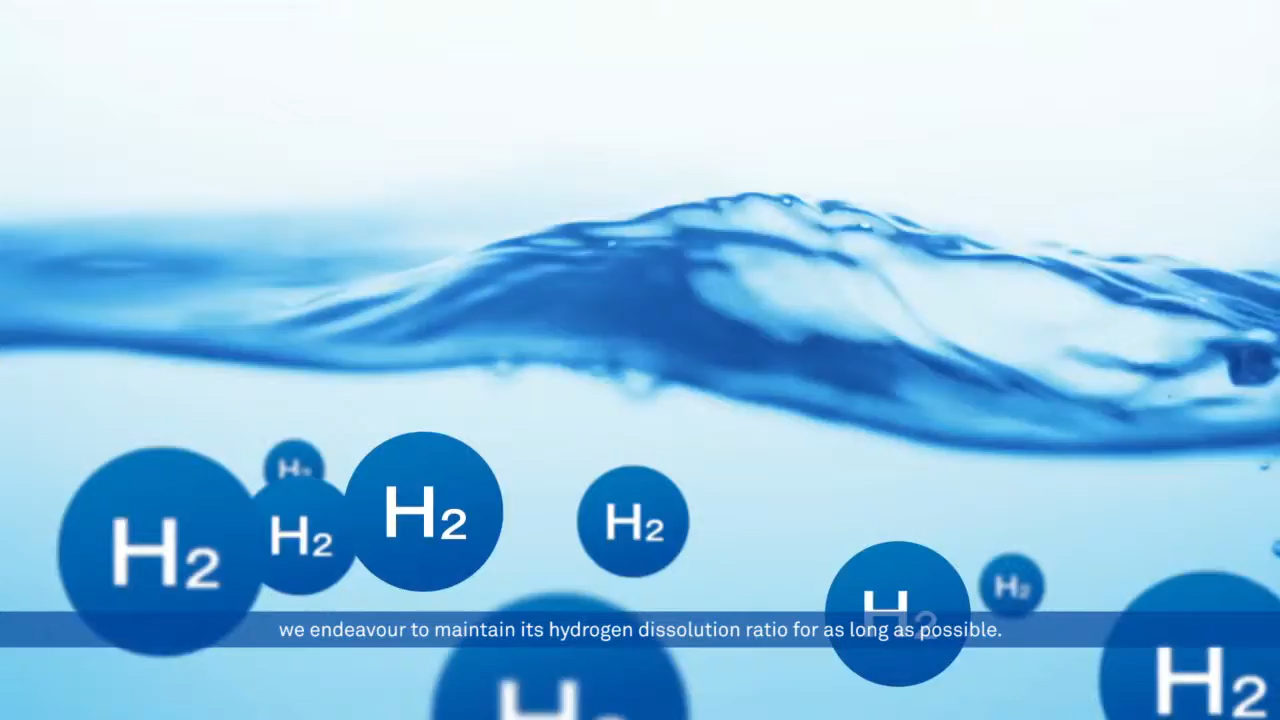 H₂
H₂
H₂
H₂
H₂
H₂
H₂
H₂
we endeavour to maintain its hydrogen dissolution ratio for as long as possible.
H₂